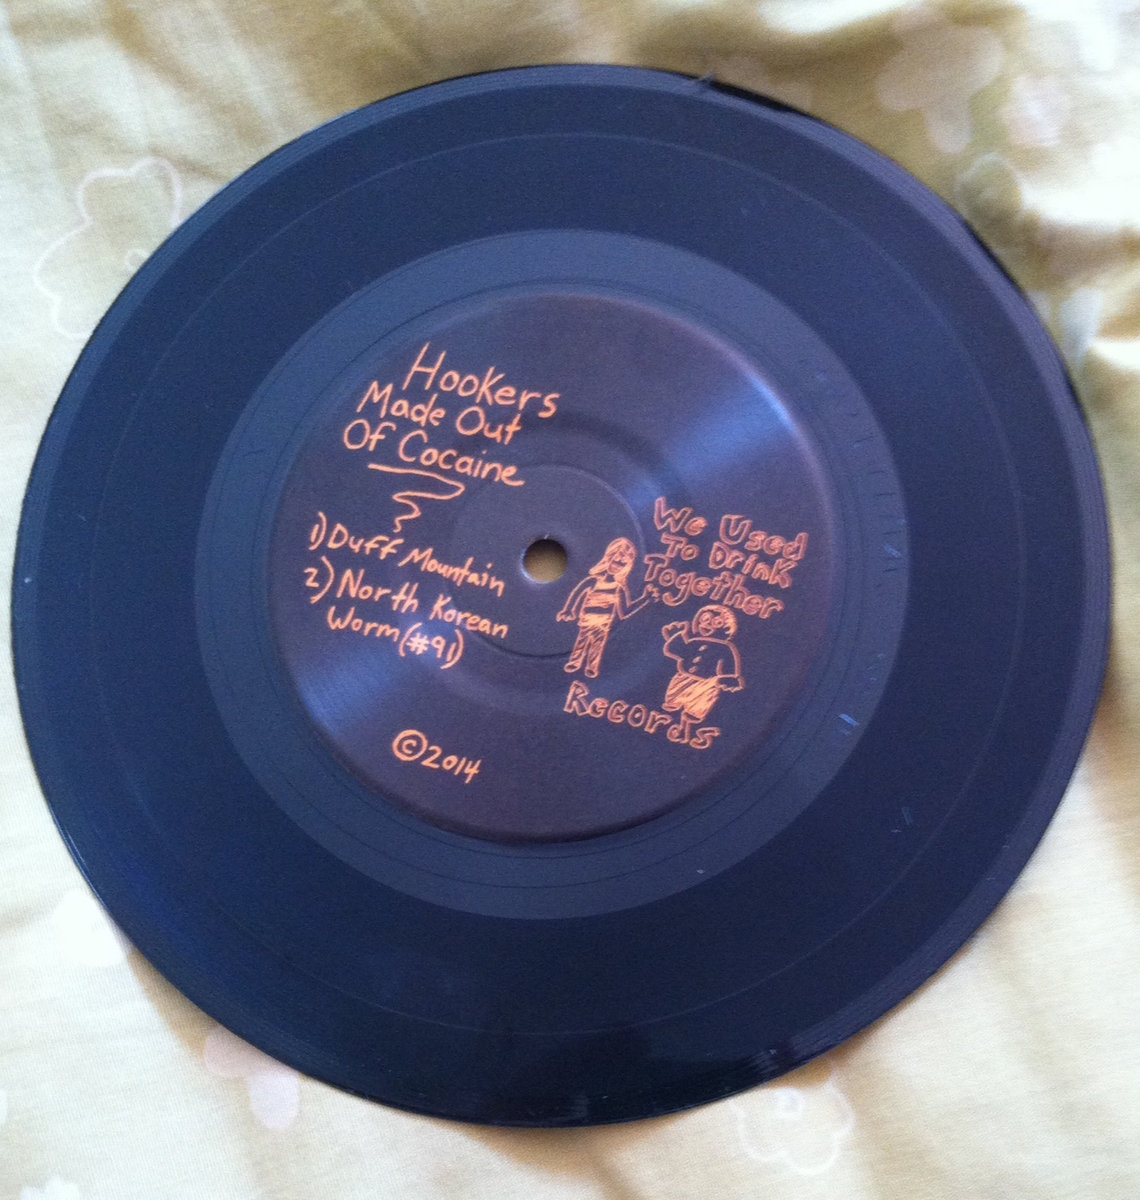 Hookers
Made Out
Of Cocaine
1) Duff Mountain
2) North Korean
Worm (#91)
©2014
We Used
To Drink
Together
Records